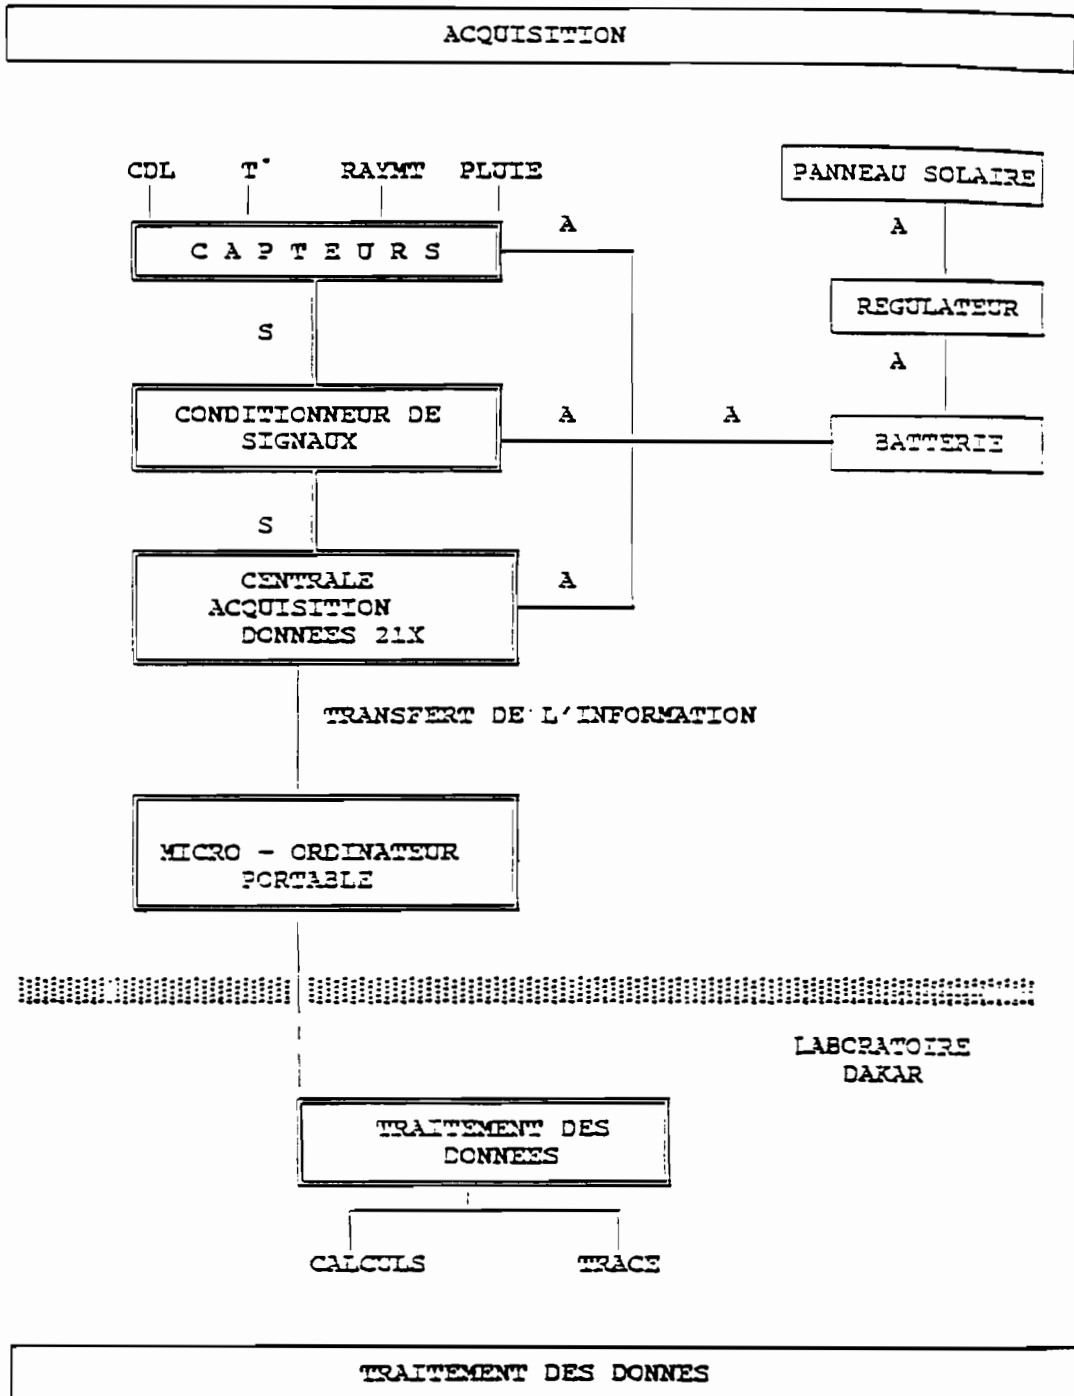 ACQUISITION
CDL T° RAYMT PLUIE
PANNEAU SOLAIRE
A
A
C A P T E U R S
REGULATEUR
S
A
CONDITIONNEUR DE
SIGNAUX
A
A
BATTERIE
S
CENTRALE
ACQUISITION
DONNEES 21X
A
TRANSFERT DE L'INFORMATION
MICRO - ORDINATEUR
PORTABLE
LABORATOIRE
DAKAR
TRAITEMENT DES
DONNEES
CALCULS
TRACE
TRAITEMENT DES DONNES